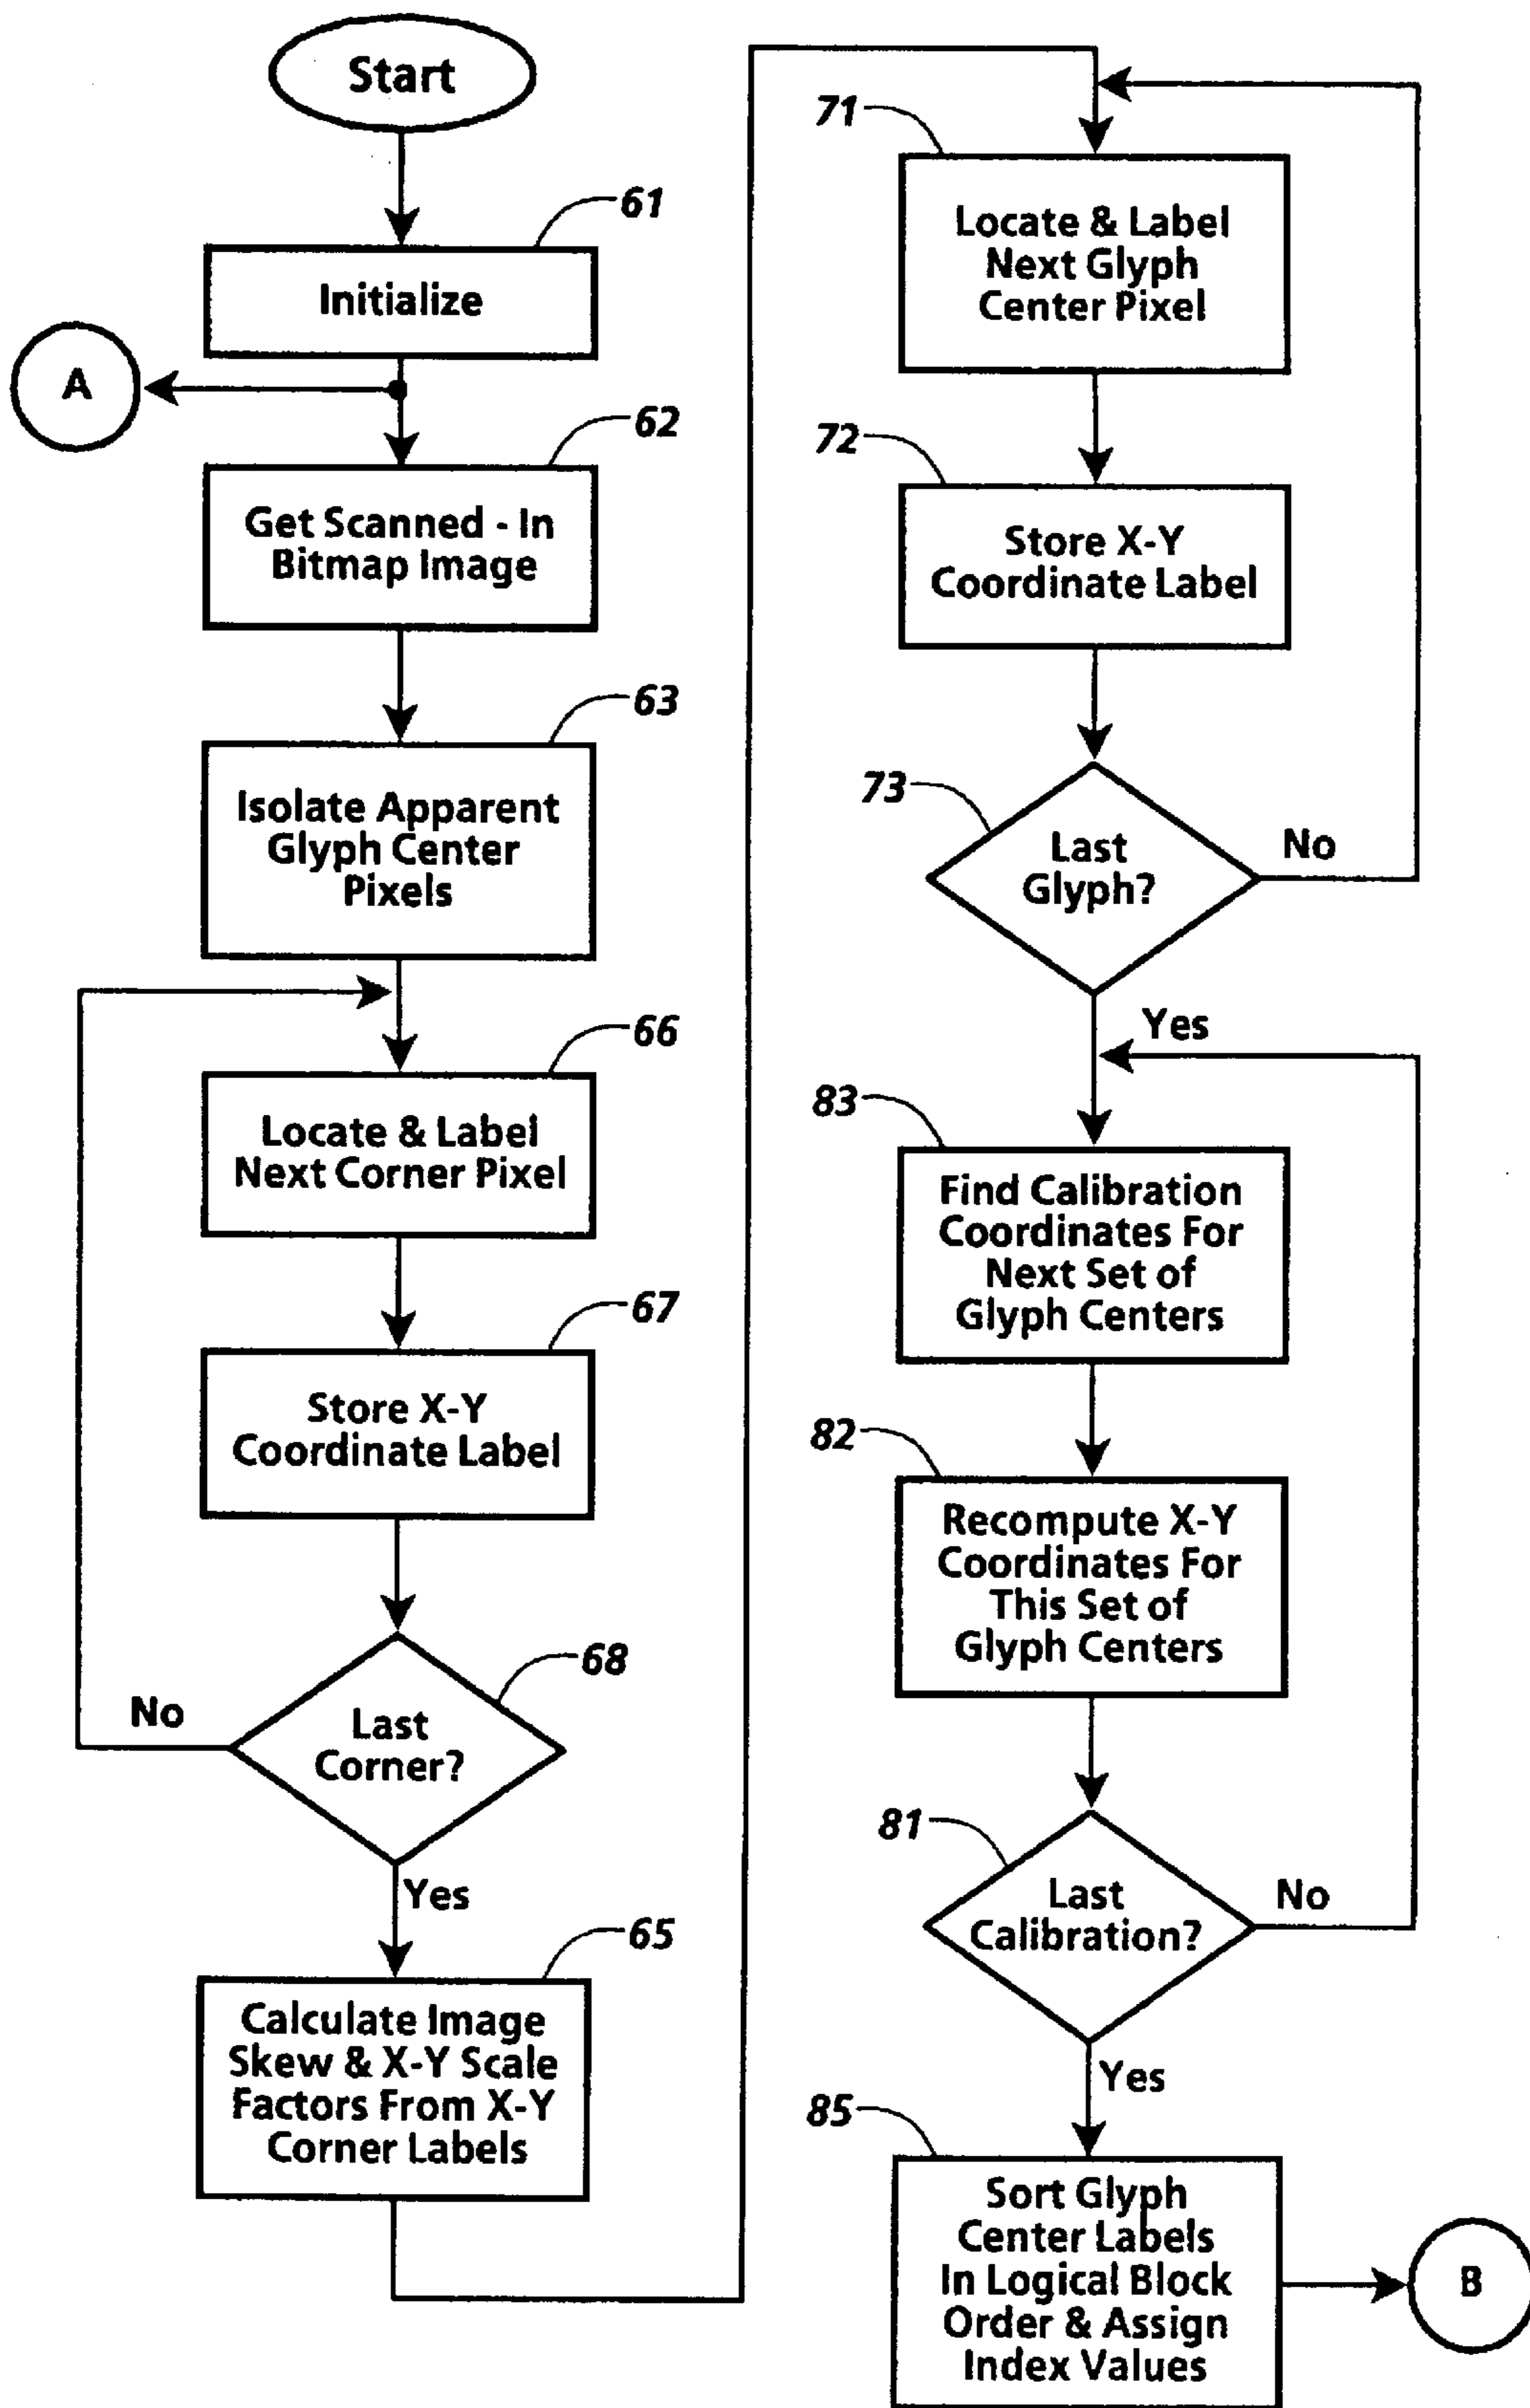 Start
61
Initialize
A
62
Get Scanned - In
Bitmap Image
63
Isolate Apparent
Glyph Center
Pixels
66
Locate & Label
Next Corner Pixel
67
Store X-Y
Coordinate Label
68
Last
Corner?
No
Yes
65
Calculate Image
Skew & X-Y Scale
Factors From X-Y
Corner Labels
71
Locate & Label
Next Glyph
Center Pixel
72
Store X-Y
Coordinate Label
73
Last
Glyph?
No
Yes
83
Find Calibration
Coordinates For
Next Set of
Glyph Centers
82
Recompute X-Y
Coordinates For
This Set of
Glyph Centers
81
Last
Calibration?
No
Yes
85
Sort Glyph
Center Labels
In Logical Block
Order & Assign
Index Values
B